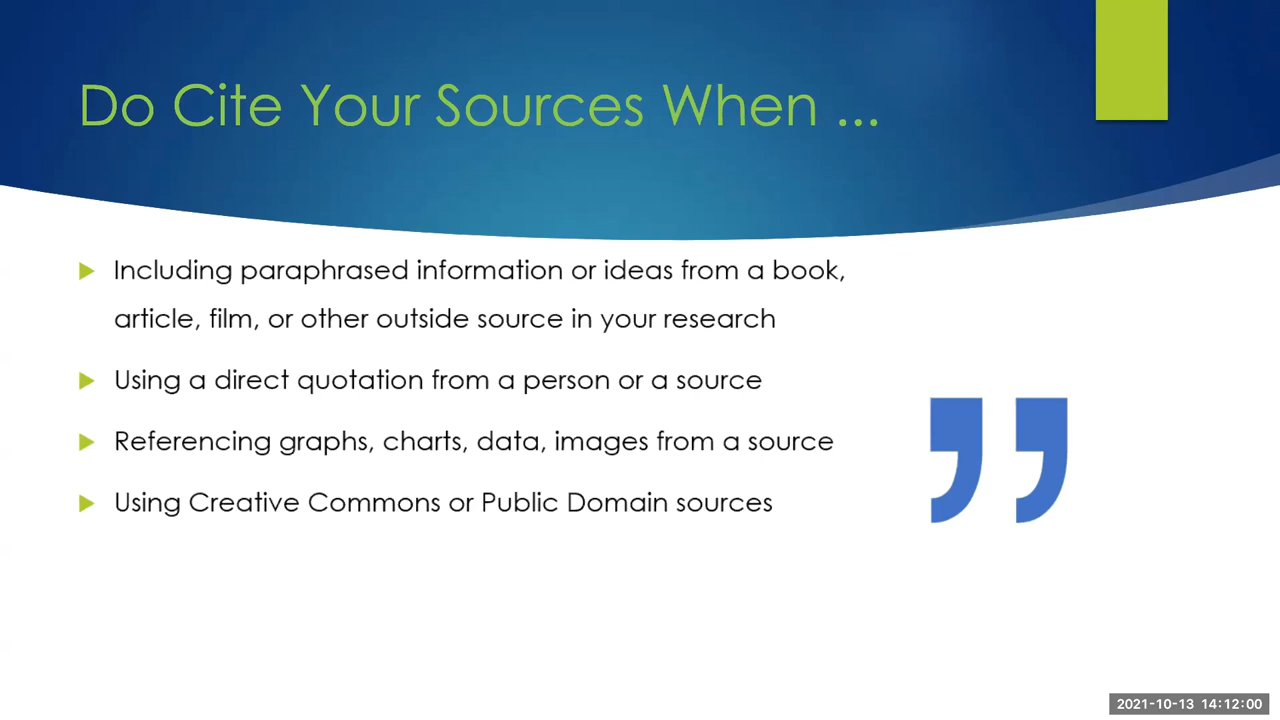 Do Cite Your Sources When ...
Including paraphrased information or ideas from a book,
article, film, or other outside source in your research
Using a direct quotation from a person or a source
Referencing graphs, charts, data, images from a source
Using Creative Commons or Public Domain sources
2021-10-13 14:12:00